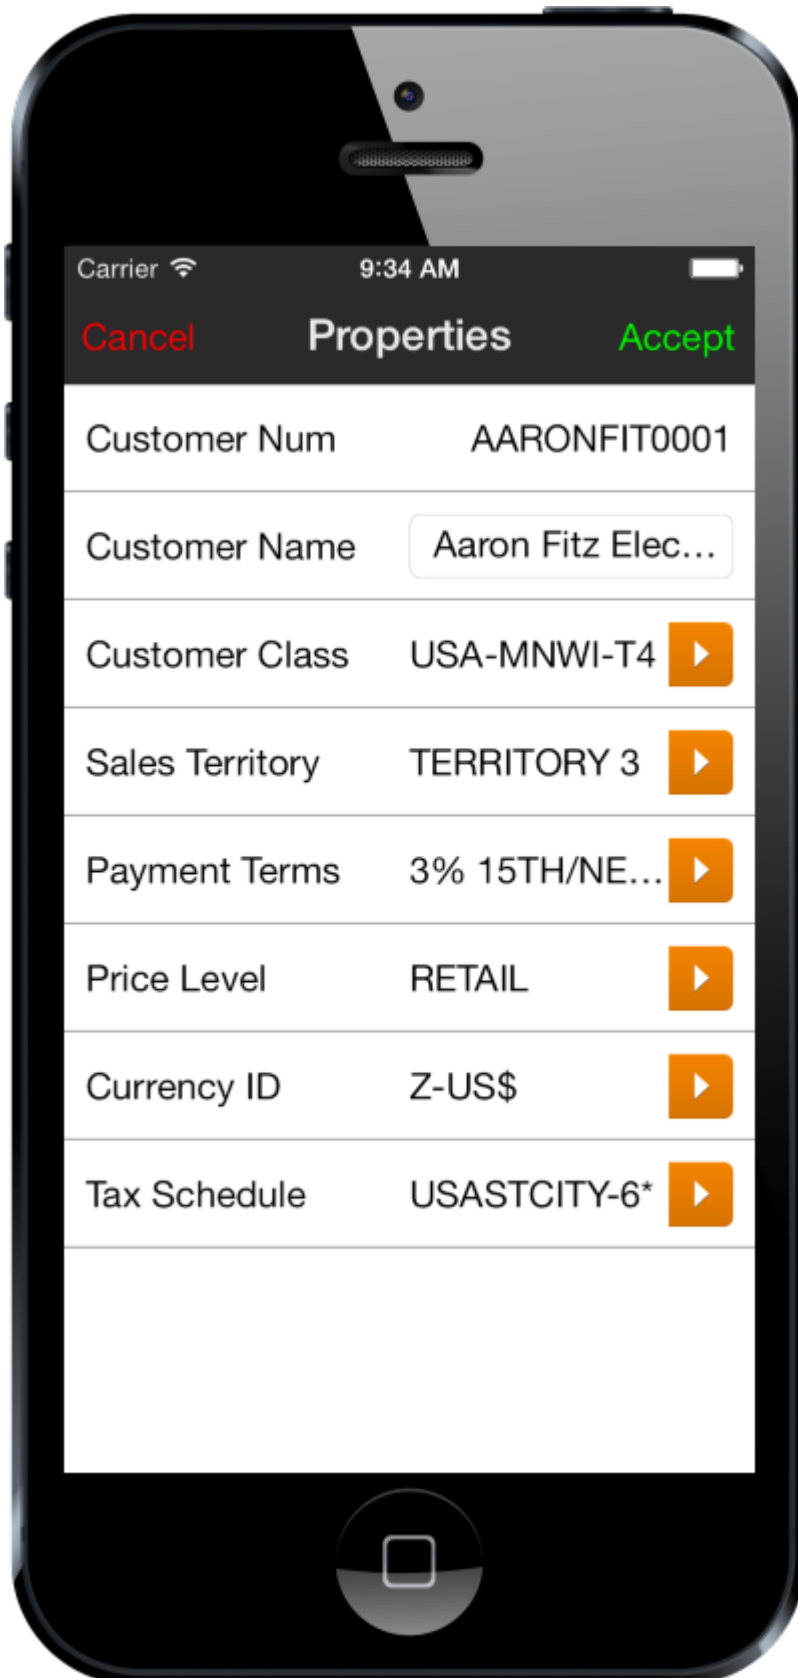 Carrier 9:34 AM
Cancel Properties Accept
Customer Num AARONFIT0001
Customer Name Aaron Fitz Elec...
Customer Class USA-MNWI-T4
Sales Territory TERRITORY 3
Payment Terms 3% 15TH/NE...
Price Level RETAIL
Currency ID Z-US$
Tax Schedule USASTCITY-6*